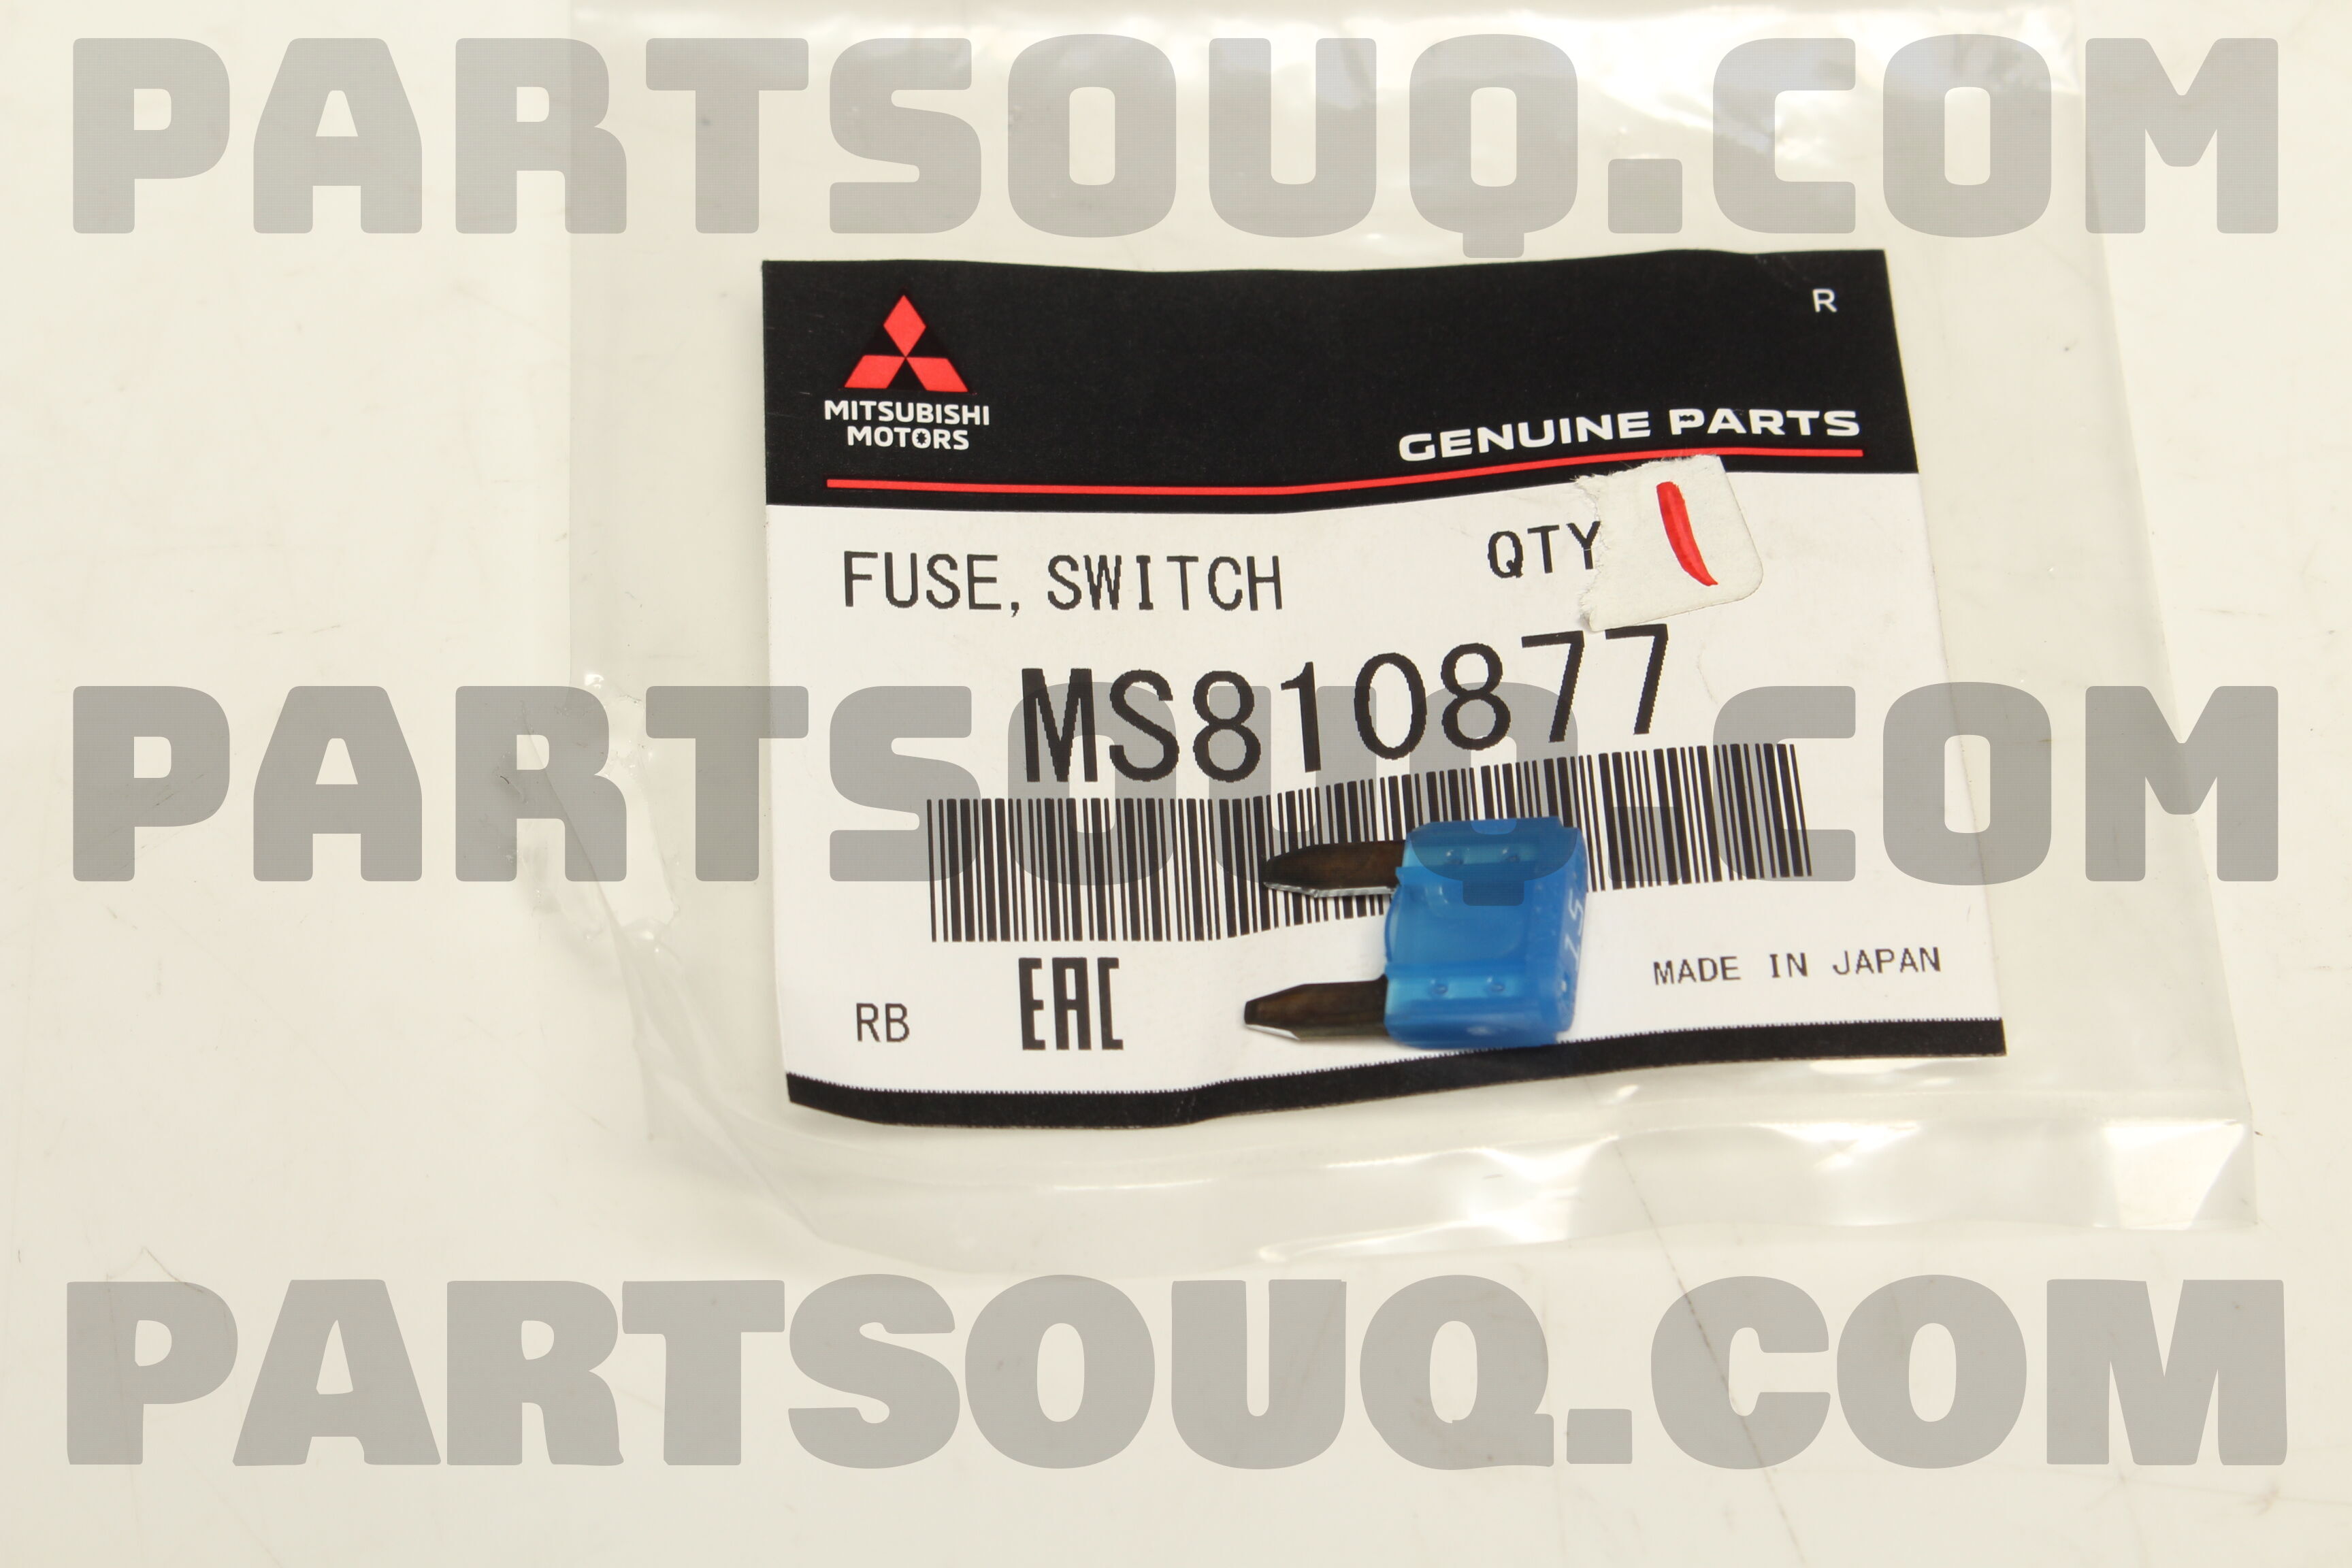 PARTSOUQ.COM
R
MITSUBISHI
MOTORS
GENUINE PARTS
FUSE, SWITCH
QTY 1
MS810877
PARTSOUQ.COM
15
MADE IN JAPAN
RB
EAC
PARTSOUQ.COM